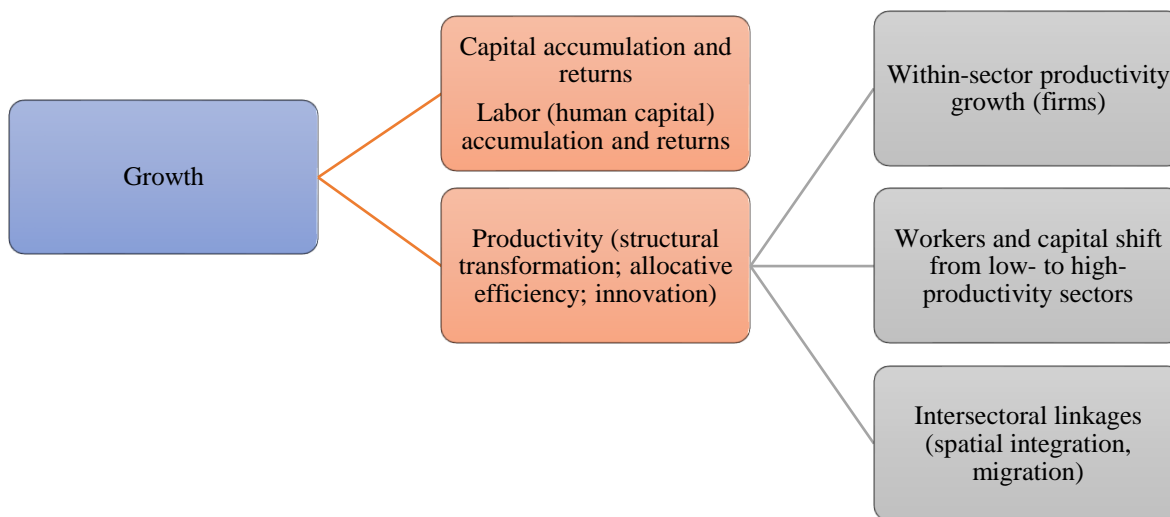 Growth
Capital accumulation and
returns
Labor (human capital)
accumulation and returns
Productivity (structural
transformation; allocative
efficiency; innovation)
Within-sector productivity
growth (firms)
Workers and capital shift
from low- to high-
productivity sectors
Intersectoral linkages
(spatial integration,
migration)